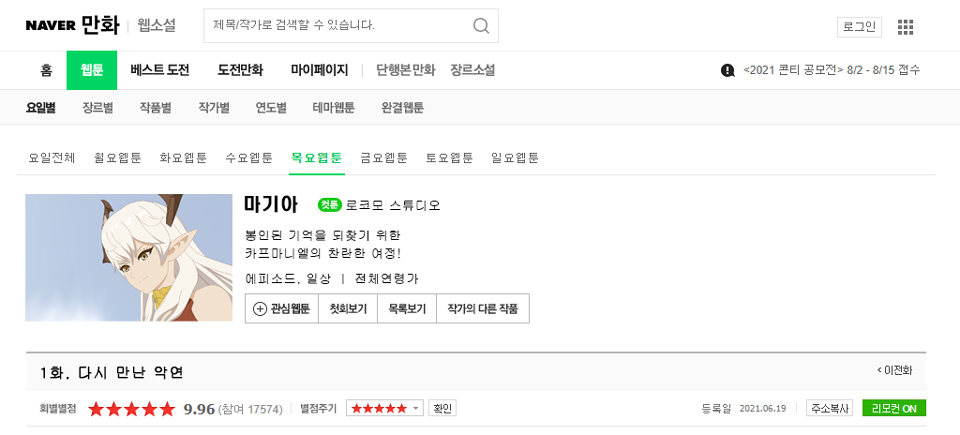 NAVER 만화 웹소설 제목/작가로 검색할 수 있습니다. 로그인
홈 웹툰 베스트 도전 도전만화 마이페이지 단행본 만화 장르소설 <2021 콘티 공모전> 8/2 - 8/15 접수
요일별 장르별 작품별 작가별 연도별 테마웹툰 완결웹툰
요일전체 월요웹툰 화요웹툰 수요웹툰 목요웹툰 금요웹툰 토요웹툰 일요웹툰
마기아 컷툰 로코모 스튜디오
봉인된 기억을 되찾기 위한
카프마니엘의 찬란한 여정!
에피소드, 일상 | 전체연령가
관심웹툰 첫회보기 목록보기 작가의 다른 작품
1화. 다시 만난 악연 < 이전화
회별별점 ★★★★★ 9.96 (참여 17574) 별점주기 ★★★★★ 확인 등록일 2021.06.19 주소복사 리모컨 ON